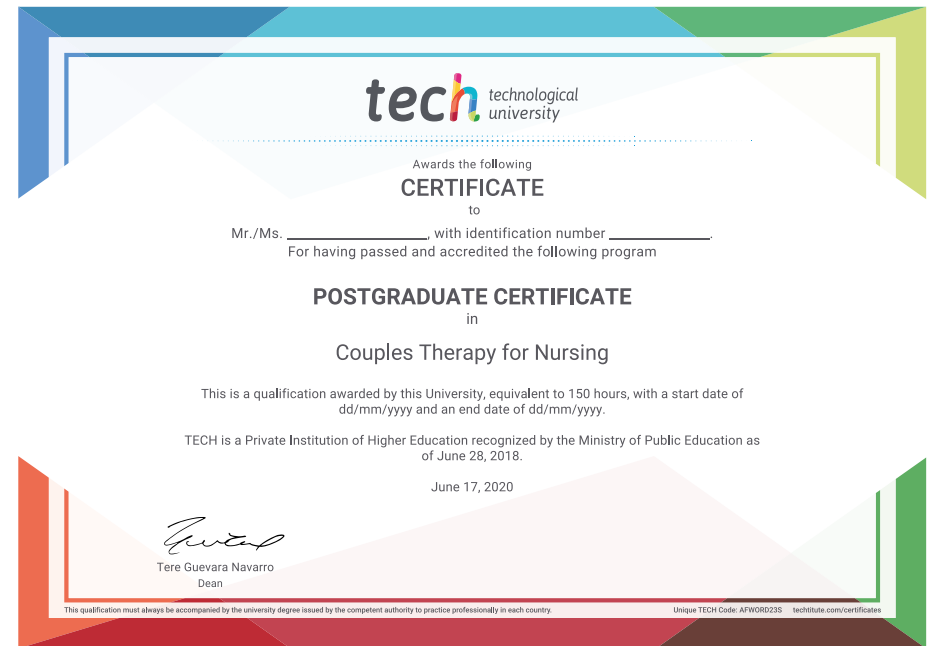 tech technological
university
Awards the following
CERTIFICATE
to
Mr./Ms. ____________________, with identification number ______________.
For having passed and accredited the following program
POSTGRADUATE CERTIFICATE
in
Couples Therapy for Nursing
This is a qualification awarded by this University, equivalent to 150 hours, with a start date of
dd/mm/yyyy and an end date of dd/mm/yyyy.
TECH is a Private Institution of Higher Education recognized by the Ministry of Public Education as
of June 28, 2018.
June 17, 2020
Tere Guevara Navarro
Dean
This qualification must always be accompanied by the university degree issued by the competent authority to practice professionally in each country.
Unique TECH Code: AFWORD23S techtitute.com/certificates